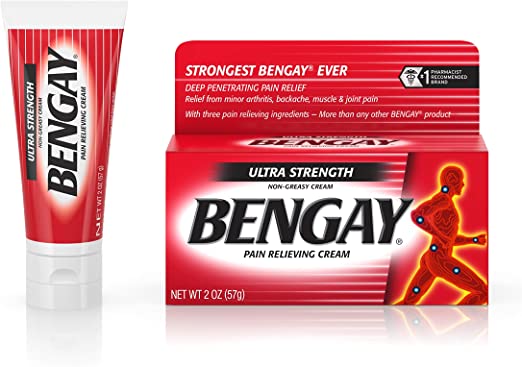 ULTRA STRENGTH
NON-GREASY CREAM
BENGAY
PAIN RELIEVING CREAM
NET WT 2 OZ (57g)
STRONGEST BENGAY® EVER
DEEP PENETRATING PAIN RELIEF
Relief from minor arthritis, backache, muscle & joint pain
With three pain relieving ingredients – More than any other BENGAY® product
#1 PHARMACIST
RECOMMENDED
BRAND
ULTRA STRENGTH
NON-GREASY CREAM
BENGAY®
PAIN RELIEVING CREAM
NET WT 2 OZ (57g)